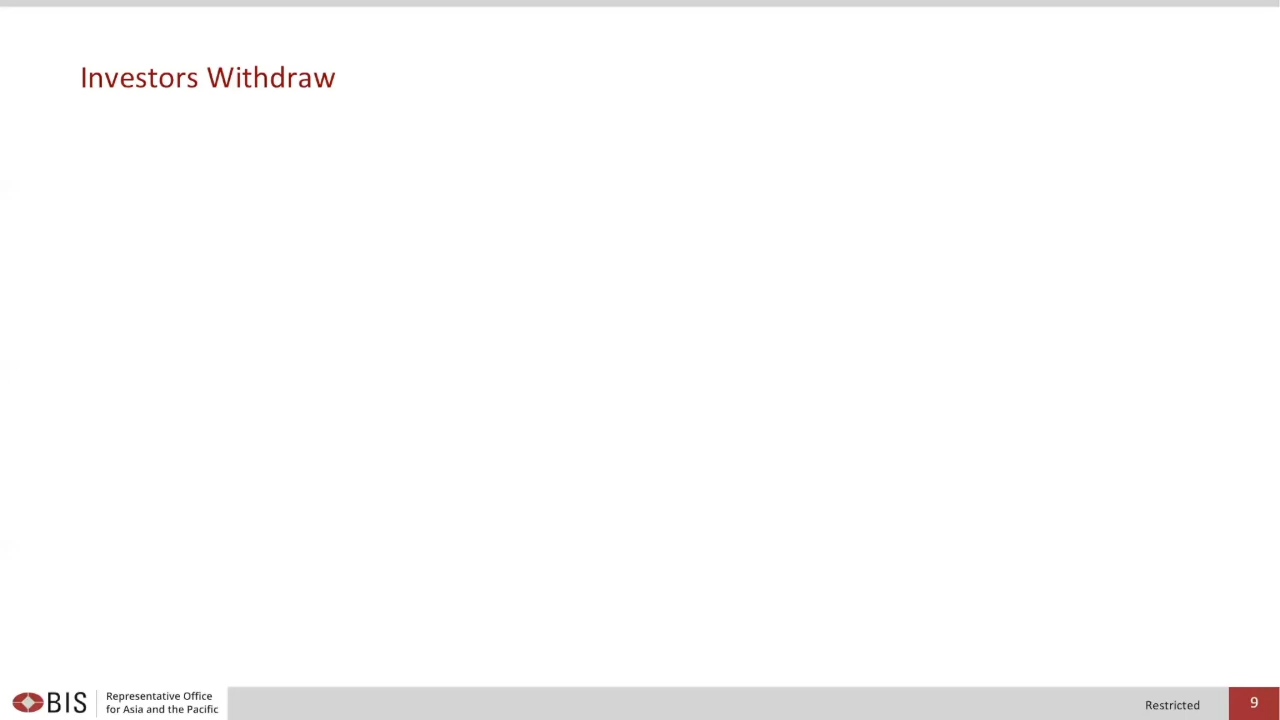 Investors Withdraw
BIS
Representative Office
for Asia and the Pacific
Restricted
9